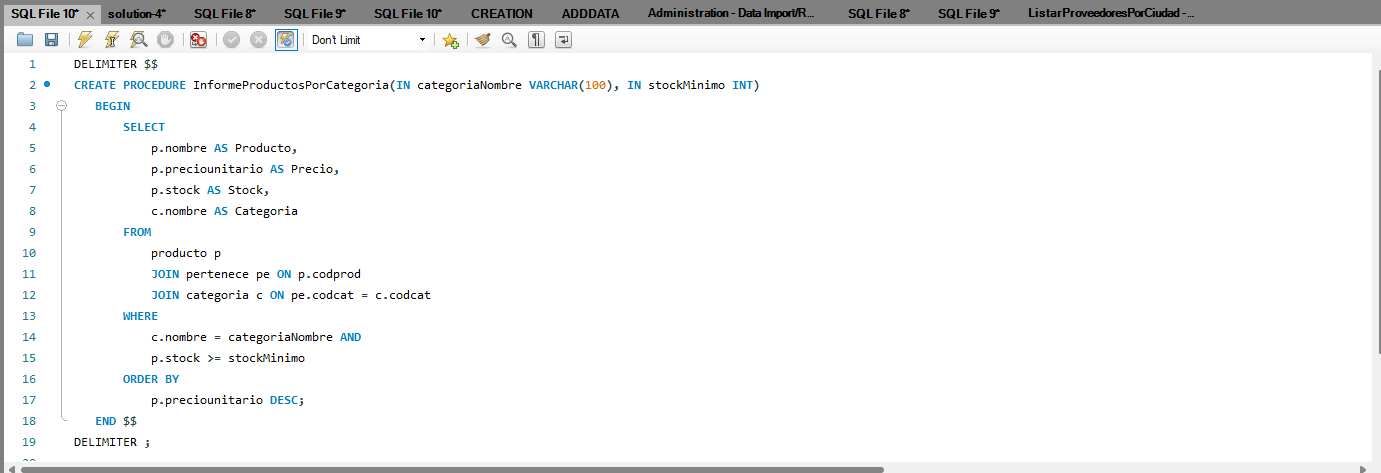 SQL File 10* × solution-4* SQL File 8* SQL File 9* SQL File 10* CREATION ADDDATA Administration - Data Import/R... SQL File 8* SQL File 9* ListarProveedoresPorCiudad -...
Don't Limit
1 DELIMITER $$
2 CREATE PROCEDURE InformeProductosPorCategoria(IN categoriaNombre VARCHAR(100), IN stockMinimo INT)
3 BEGIN
4 SELECT
5 p.nombre AS Producto,
6 p.preciounitario AS Precio,
7 p.stock AS Stock,
8 c.nombre AS Categoria
9 FROM
10 producto p
11 JOIN pertenece pe ON p.codprod
12 JOIN categoria c ON pe.codcat = c.codcat
13 WHERE
14 c.nombre = categoriaNombre AND
15 p.stock >= stockMinimo
16 ORDER BY
17 p.preciounitario DESC;
18 END $$
19 DELIMITER ;